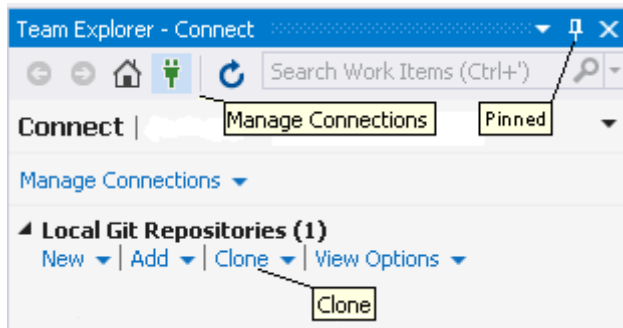 Team Explorer - Connect
Search Work Items (Ctrl+')
Manage Connections
Pinned
Connect |
Manage Connections
Local Git Repositories (1)
New | Add | Clone | View Options
Clone